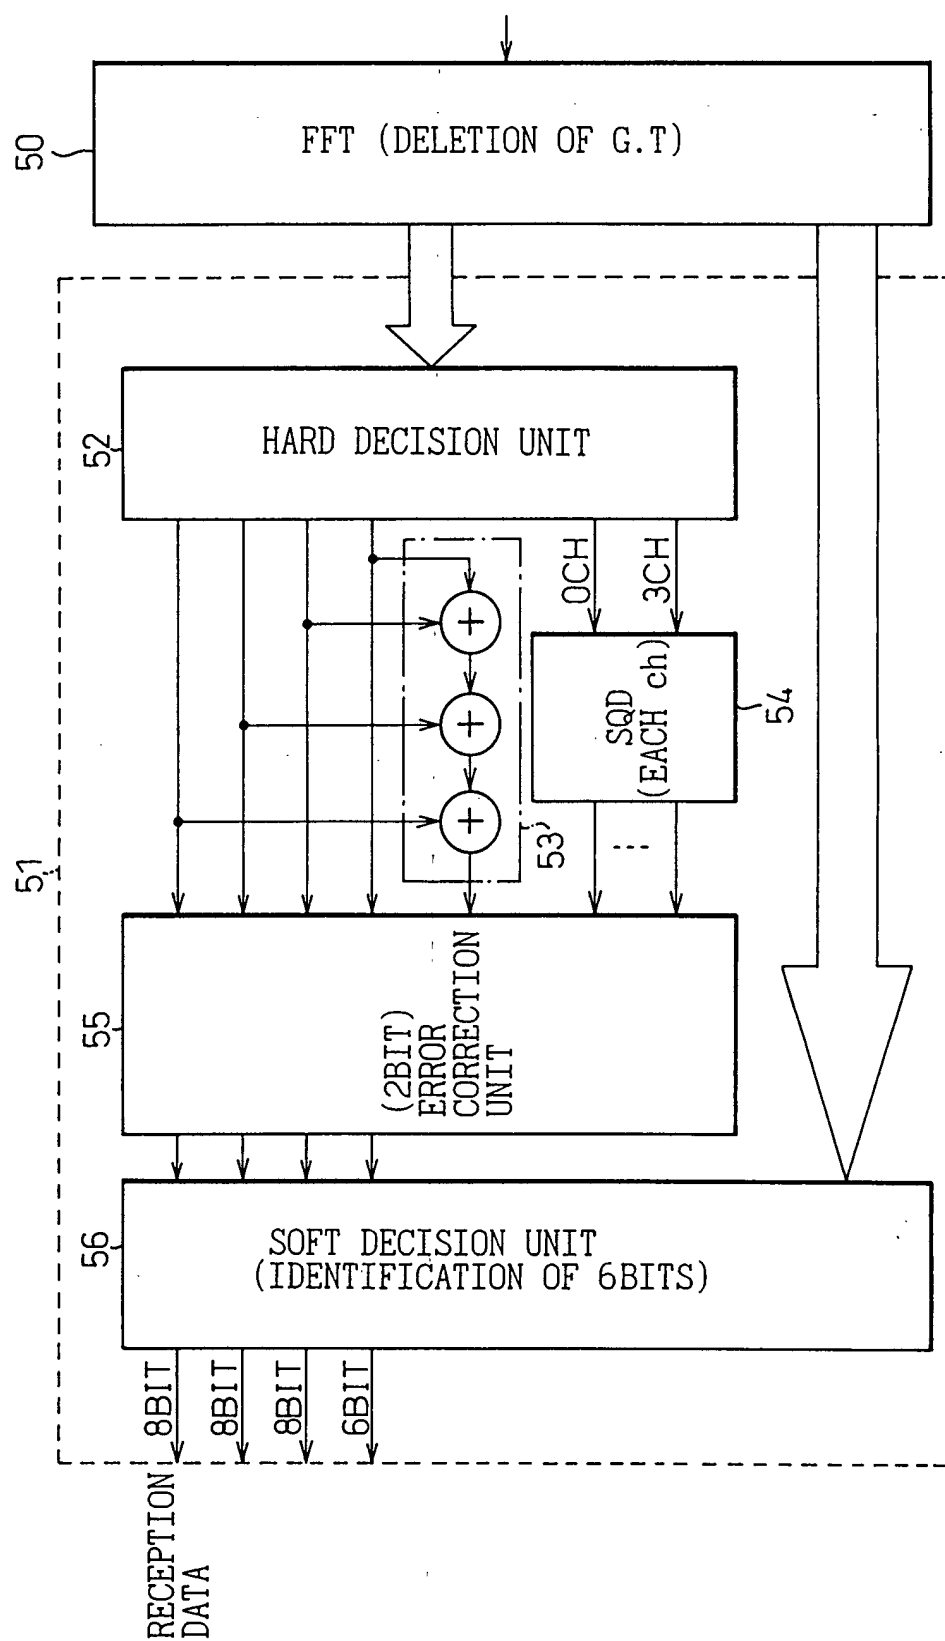 50
FFT (DELETION OF G.T)
51
52
HARD DECISION UNIT
0CH
3CH
53
SQD
(EACH ch)
54
55
(2BIT)
ERROR
CORRECTION
UNIT
56
SOFT DECISION UNIT
(IDENTIFICATION OF 6BITS)
8BIT
8BIT
8BIT
6BIT
RECEPTION
DATA